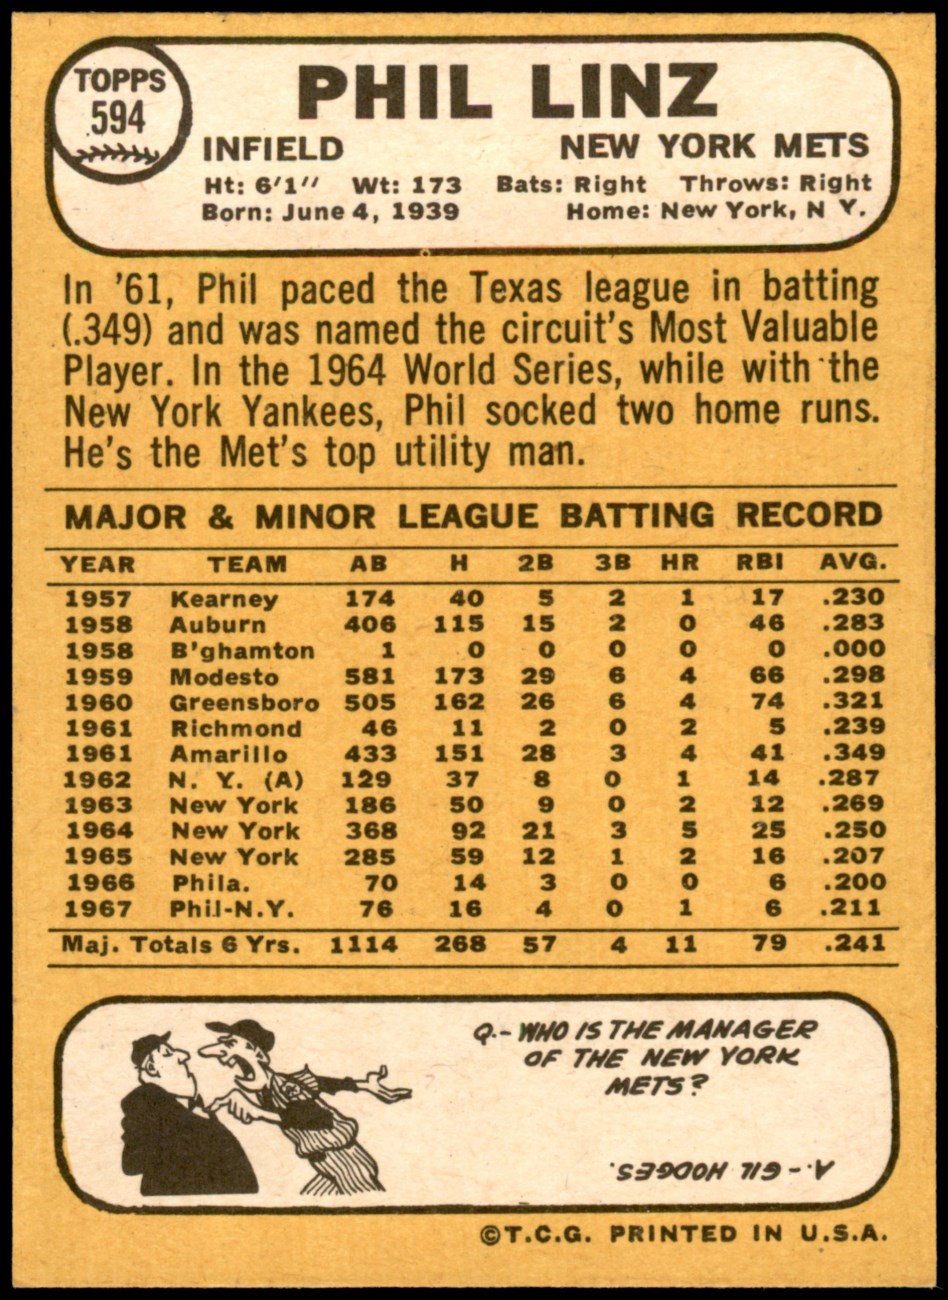 TOPPS
594
PHIL LINZ
INFIELD NEW YORK METS
Ht: 6'1" Wt: 173 Bats: Right Throws: Right
Born: June 4, 1939 Home: New York, N Y.
In '61, Phil paced the Texas league in batting
(.349) and was named the circuit's Most Valuable
Player. In the 1964 World Series, while with the
New York Yankees, Phil socked two home runs.
He's the Met's top utility man.
MAJOR & MINOR LEAGUE BATTING RECORD
YEAR TEAM AB H 2B 3B HR RBI AVG.
1957 Kearney 174 40 5 2 1 17 .230
1958 Auburn 406 115 15 2 0 46 .283
1958 B'ghamton 1 0 0 0 0 0 .000
1959 Modesto 581 173 29 6 4 66 .298
1960 Greensboro 505 162 26 6 4 74 .321
1961 Richmond 46 11 2 0 2 5 .239
1961 Amarillo 433 151 28 3 4 41 .349
1962 N. Y. (A) 129 37 8 0 1 14 .287
1963 New York 186 50 9 0 2 12 .269
1964 New York 368 92 21 3 5 25 .250
1965 New York 285 59 12 1 2 16 .207
1966 Phila. 70 14 3 0 0 6 .200
1967 Phil-N.Y. 76 16 4 0 1 6 .211
Maj. Totals 6 Yrs. 1114 268 57 4 11 79 .241
Q.- WHO IS THE MANAGER
OF THE NEW YORK
METS?
A.- GIL HODGES.
©T.C.G. PRINTED IN U.S.A.